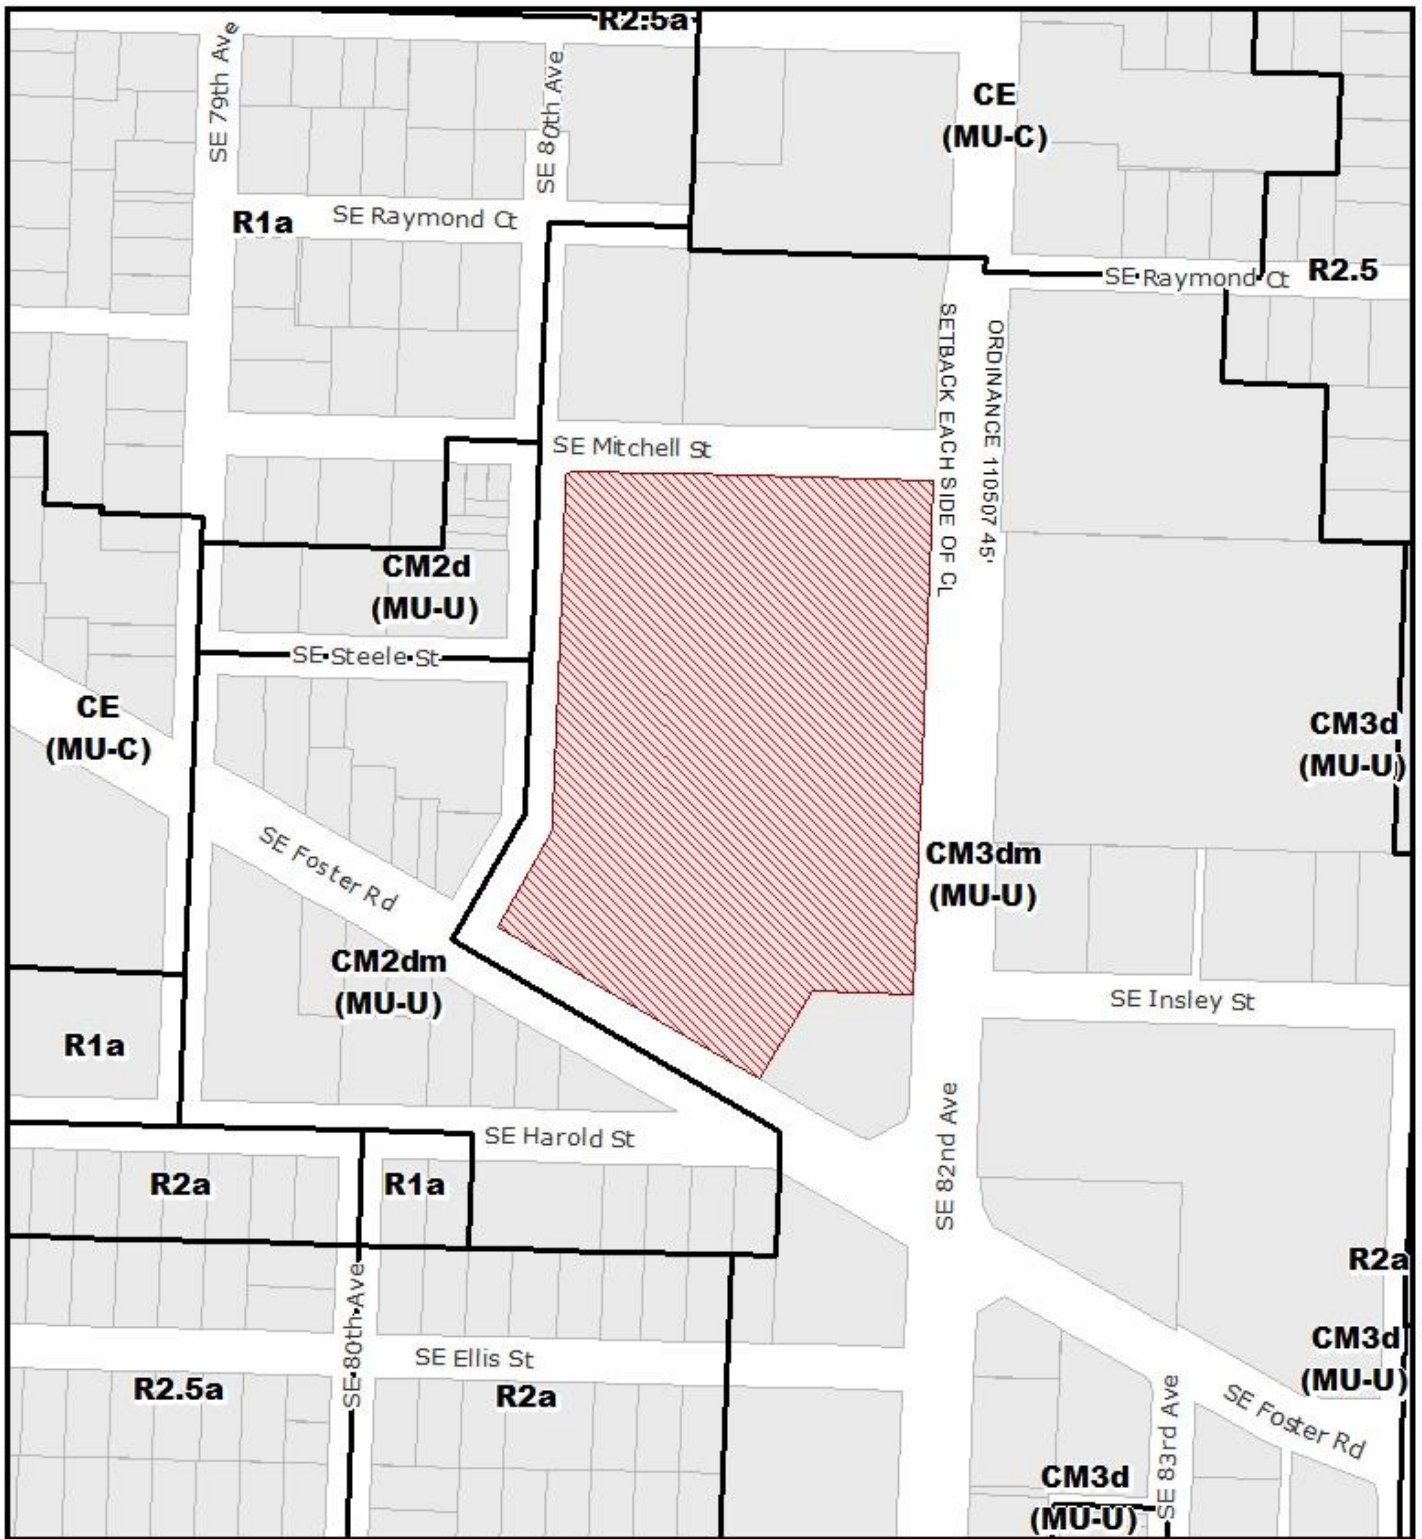 R2.5a
SE 79th Ave
SE 80th Ave
CE
(MU-C)
R1a
SE Raymond Ct
SE Raymond Ct
R2.5
SETBACK EACH SIDE OF CL
ORDINANCE 110507 45'
SE Mitchell St
CM2d
(MU-U)
SE Steele St
CE
(MU-C)
CM3d
(MU-U)
SE Foster Rd
CM3dm
(MU-U)
CM2dm
(MU-U)
SE Insley St
R1a
SE Harold St
SE 82nd Ave
R2a
R1a
R2a
SE 80th Ave
SE Ellis St
CM3d
(MU-U)
R2.5a
R2a
SE 83rd Ave
SE Foster Rd
CM3d
(MU-U)